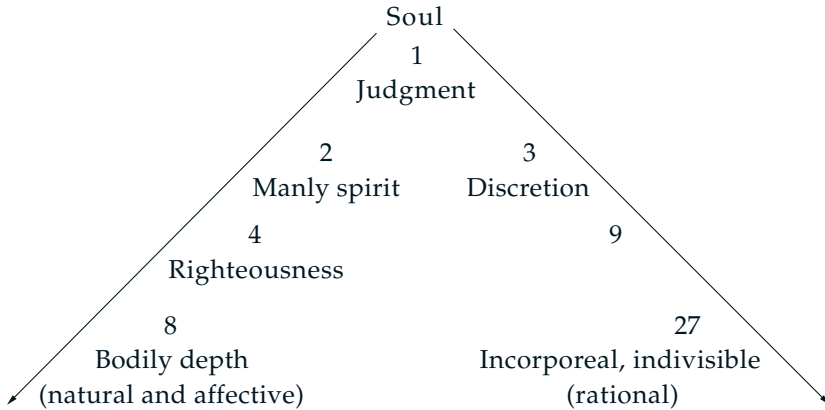 Soul
1
Judgment
2 3
Manly spirit Discretion
4 9
Righteousness
8 27
Bodily depth Incorporeal, indivisible
(natural and affective) (rational)